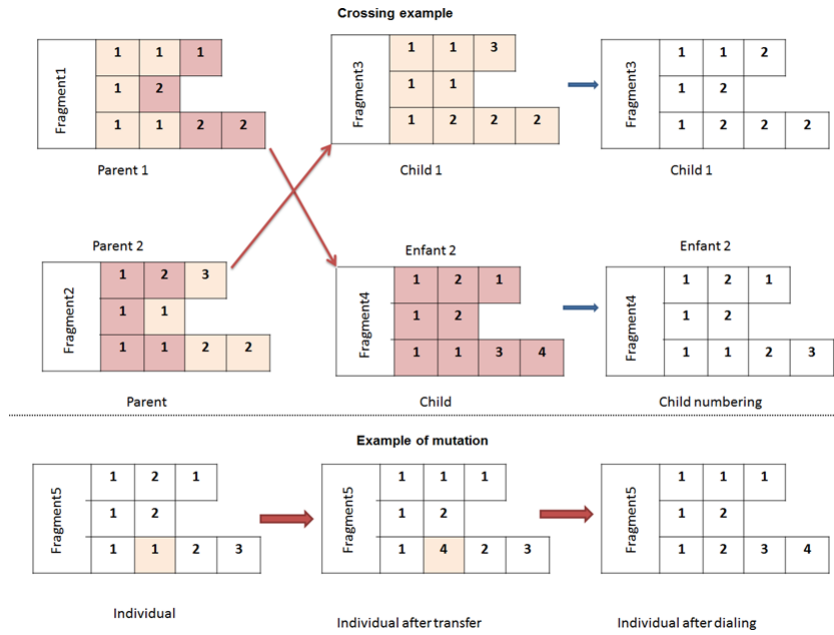 Crossing example
Fragment1
1 1 1
1 2
1 1 2 2
Parent 1
Fragment3
1 1 3
1 1
1 2 2 2
Child 1
Fragment3
1 1 2
1 2
1 2 2 2
Child 1
Parent 2
Fragment2
1 2 3
1 1
1 1 2 2
Parent
Enfant 2
Fragment4
1 2 1
1 2
1 1 3 4
Child
Enfant 2
Fragment4
1 2 1
1 2
1 1 2 3
Child numbering
Example of mutation
Fragment5
1 2 1
1 2
1 1 2 3
Individual
Fragment5
1 1 1
1 2
1 4 2 3
Individual after transfer
Fragment5
1 1 1
1 2
1 2 3 4
Individual after dialing